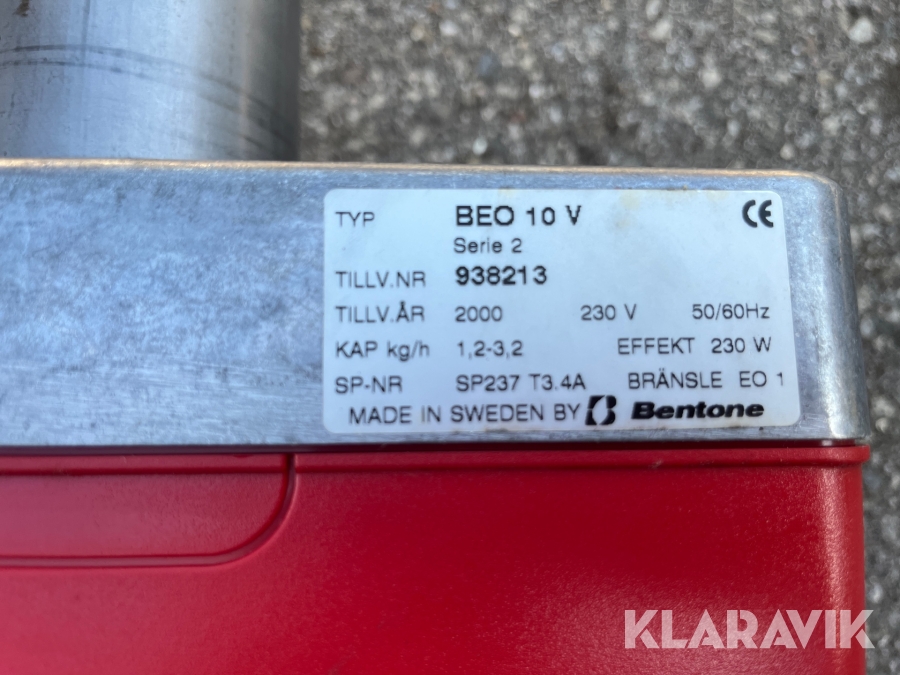 TYP BEO 10 V CE
Serie 2
TILLV.NR 938213
TILLV.ÅR 2000 230 V 50/60Hz
KAP kg/h 1,2-3,2 EFFEKT 230 W
SP-NR SP237 T3.4A BRÄNSLE EO 1
MADE IN SWEDEN BY Bentone
KLARAVIK